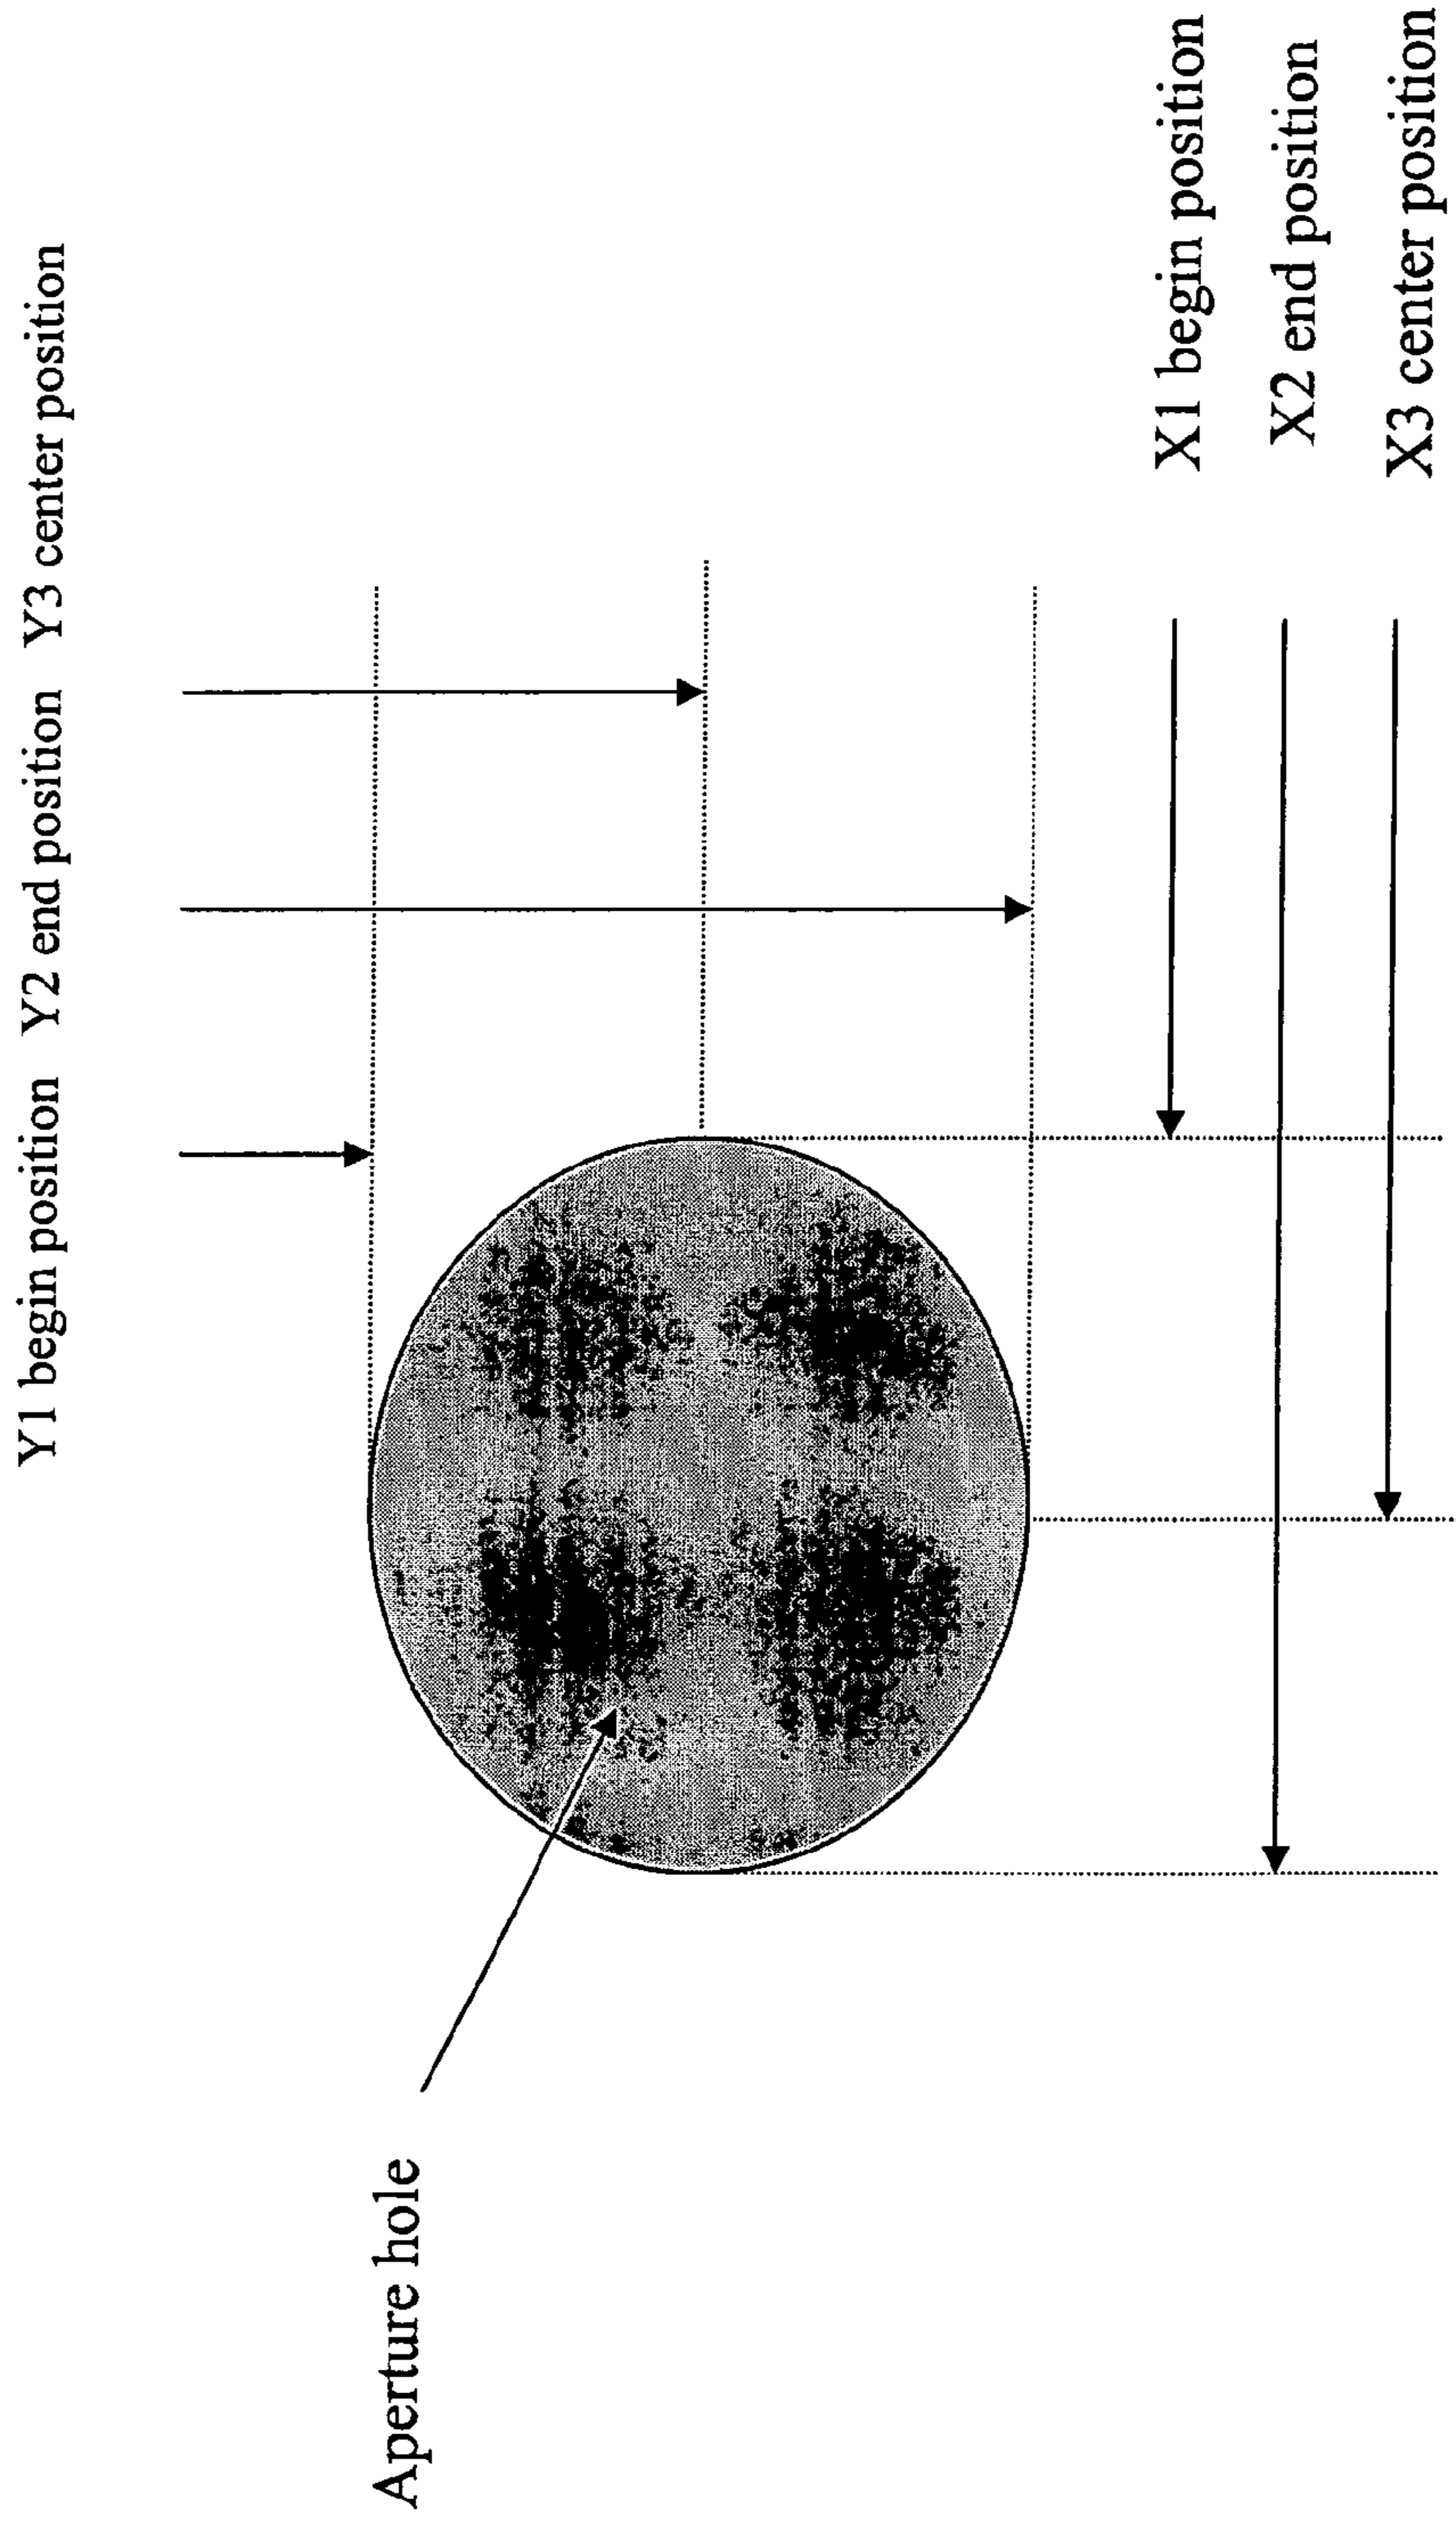 Aperture hole
Y1 begin position
Y2 end position
Y3 center position
X1 begin position
X2 end position
X3 center position